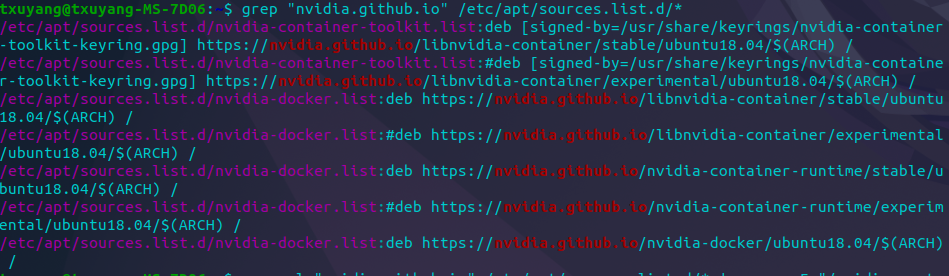 txuyang@txuyang-MS-7D06:~$ grep "nvidia.github.io" /etc/apt/sources.list.d/*
/etc/apt/sources.list.d/nvidia-container-toolkit.list:deb [signed-by=/usr/share/keyrings/nvidia-container
-toolkit-keyring.gpg] https://nvidia.github.io/libnvidia-container/stable/ubuntu18.04/$(ARCH) /
/etc/apt/sources.list.d/nvidia-container-toolkit.list:#deb [signed-by=/usr/share/keyrings/nvidia-containe
r-toolkit-keyring.gpg] https://nvidia.github.io/libnvidia-container/experimental/ubuntu18.04/$(ARCH) /
/etc/apt/sources.list.d/nvidia-docker.list:deb https://nvidia.github.io/libnvidia-container/stable/ubuntu
18.04/$(ARCH) /
/etc/apt/sources.list.d/nvidia-docker.list:#deb https://nvidia.github.io/libnvidia-container/experimental
/ubuntu18.04/$(ARCH) /
/etc/apt/sources.list.d/nvidia-docker.list:deb https://nvidia.github.io/nvidia-container-runtime/stable/u
buntu18.04/$(ARCH) /
/etc/apt/sources.list.d/nvidia-docker.list:#deb https://nvidia.github.io/nvidia-container-runtime/experim
ental/ubuntu18.04/$(ARCH) /
/etc/apt/sources.list.d/nvidia-docker.list:deb https://nvidia.github.io/nvidia-docker/ubuntu18.04/$(ARCH)
/